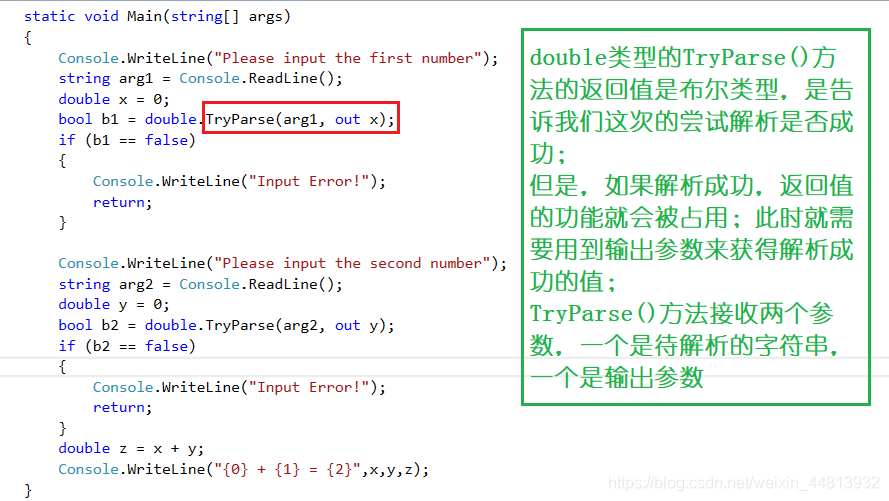 static void Main(string[] args)
{
Console.WriteLine("Please input the first number");
string arg1 = Console.ReadLine();
double x = 0;
bool b1 = double.TryParse(arg1, out x);
if (b1 == false)
{
Console.WriteLine("Input Error!");
return;
}
Console.WriteLine("Please input the second number");
string arg2 = Console.ReadLine();
double y = 0;
bool b2 = double.TryParse(arg2, out y);
if (b2 == false)
{
Console.WriteLine("Input Error!");
return;
}
double z = x + y;
Console.WriteLine("{0} + {1} = {2}",x,y,z);
}
double类型的TryParse()方
法的返回值是布尔类型，是告
诉我们这次的尝试解析是否成
功；
但是，如果解析成功，返回值
的功能就会被占用；此时就需
要用到输出参数来获得解析成
功的值；
TryParse()方法接收两个参
数，一个是待解析的字符串，
一个是输出参数
https://blog.csdn.net/weixin_44813932